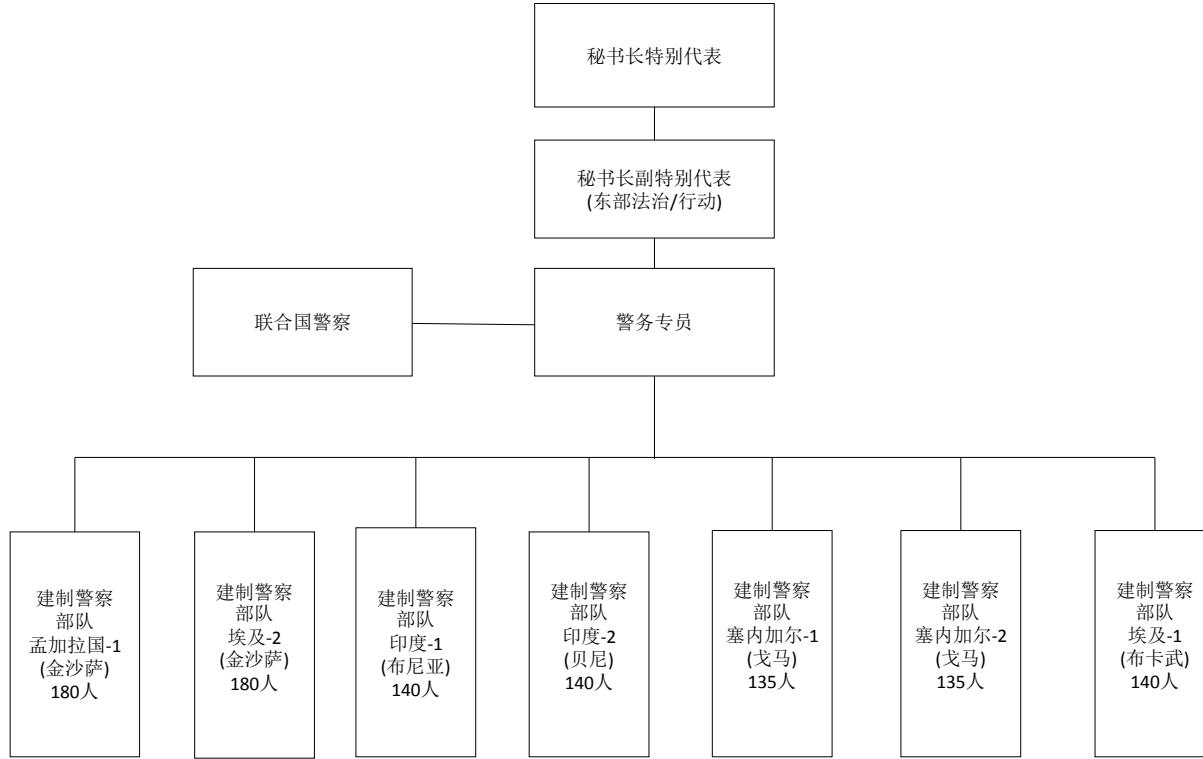 秘书长特别代表
秘书长副特别代表
(东部法治/行动)
联合国警察
警务专员
建制警察
部队
孟加拉国-1
(金沙萨)
180人
建制警察
部队
埃及-2
(金沙萨)
180人
建制警察
部队
印度-1
(布尼亚)
140人
建制警察
部队
印度-2
(贝尼)
140人
建制警察
部队
塞内加尔-1
(戈马)
135人
建制警察
部队
塞内加尔-2
(戈马)
135人
建制警察
部队
埃及-1
(布卡武)
140人